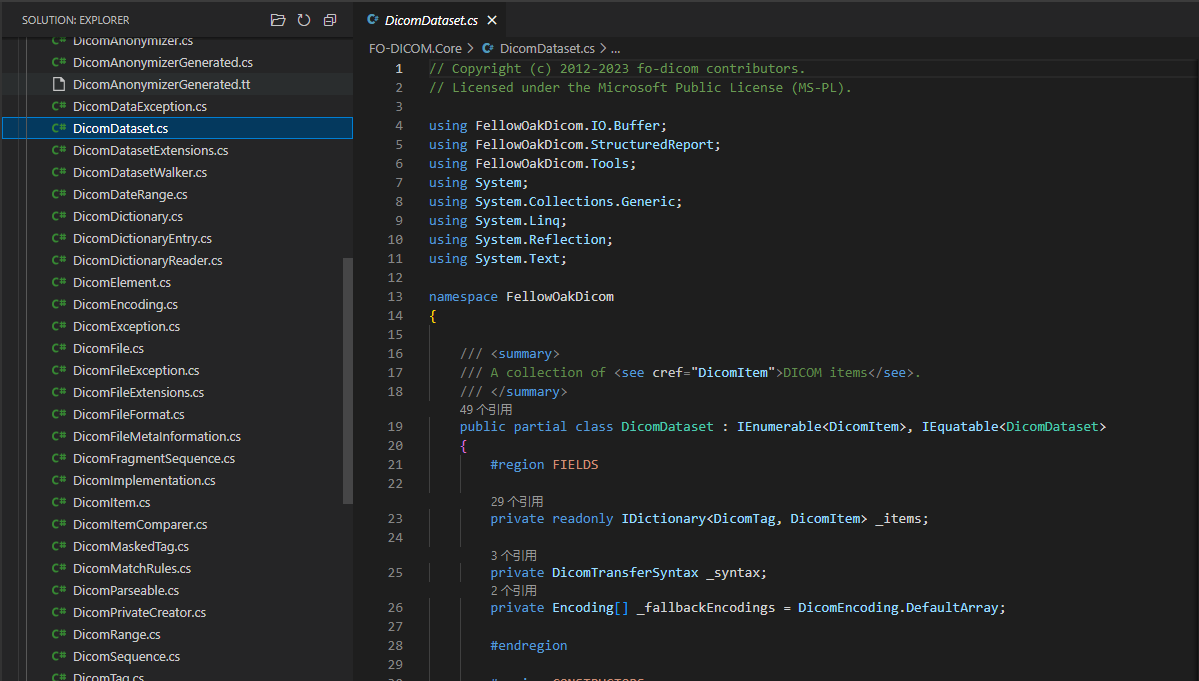 SOLUTION: EXPLORER
DicomAnonymizer.cs
C# DicomAnonymizerGenerated.cs
DicomAnonymizerGenerated.tt
C# DicomDataException.cs
C# DicomDataset.cs
C# DicomDatasetExtensions.cs
C# DicomDatasetWalker.cs
C# DicomDateRange.cs
C# DicomDictionary.cs
C# DicomDictionaryEntry.cs
C# DicomDictionaryReader.cs
C# DicomElement.cs
C# DicomEncoding.cs
C# DicomException.cs
C# DicomFile.cs
C# DicomFileException.cs
C# DicomFileExtensions.cs
C# DicomFileFormat.cs
C# DicomFileMetaInformation.cs
C# DicomFragmentSequence.cs
C# DicomImplementation.cs
C# DicomItem.cs
C# DicomItemComparer.cs
C# DicomMaskedTag.cs
C# DicomMatchRules.cs
C# DicomParseable.cs
C# DicomPrivateCreator.cs
C# DicomRange.cs
C# DicomSequence.cs
C# DicomTag.cs
C# DicomDataset.cs ×
FO-DICOM.Core > C# DicomDataset.cs > ...
1 // Copyright (c) 2012-2023 fo-dicom contributors.
2 // Licensed under the Microsoft Public License (MS-PL).
3
4 using FellowOakDicom.IO.Buffer;
5 using FellowOakDicom.StructuredReport;
6 using FellowOakDicom.Tools;
7 using System;
8 using System.Collections.Generic;
9 using System.Linq;
10 using System.Reflection;
11 using System.Text;
12
13 namespace FellowOakDicom
14 {
15
16 /// <summary>
17 /// A collection of <see cref="DicomItem">DICOM items</see>.
18 /// </summary>
49 个引用
19 public partial class DicomDataset : IEnumerable<DicomItem>, IEquatable<DicomDataset>
20 {
21 #region FIELDS
22
29 个引用
23 private readonly IDictionary<DicomTag, DicomItem> _items;
24
3 个引用
25 private DicomTransferSyntax _syntax;
2 个引用
26 private Encoding[] _fallbackEncodings = DicomEncoding.DefaultArray;
27
28 #endregion
29